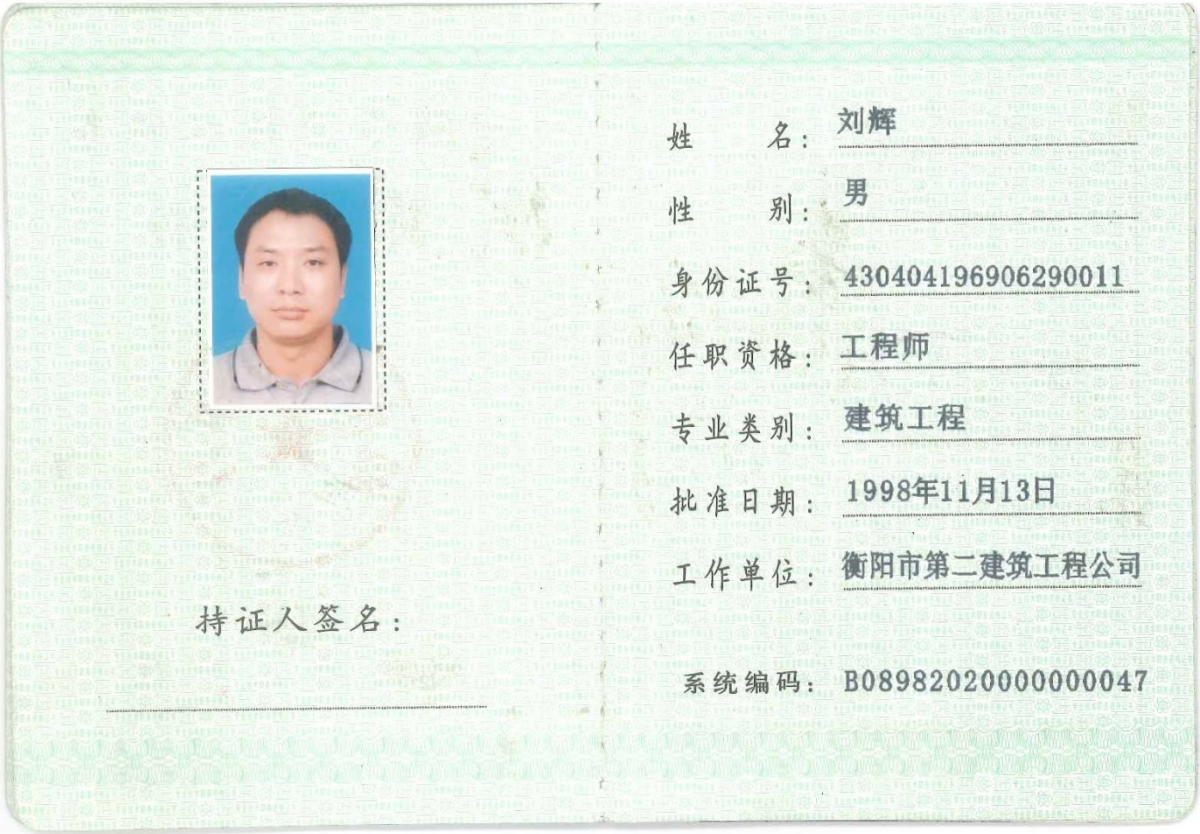 持证人签名：
姓名：刘辉
性别：男
身份证号：430404196906290011
任职资格：工程师
专业类别：建筑工程
批准日期：1998年11月13日
工作单位：衡阳市第二建筑工程公司
系统编码：B08982020000000047